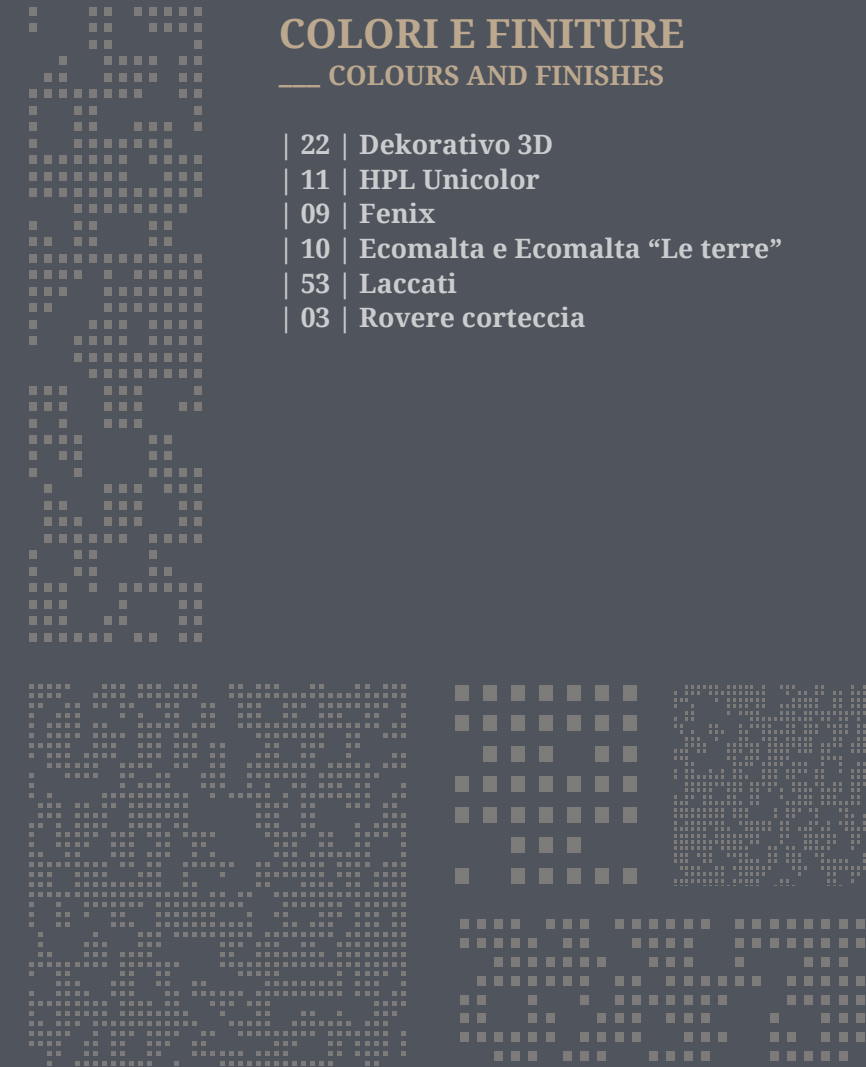 COLORI E FINITURE
___ COLOURS AND FINISHES
| 22 | Dekorativo 3D
| 11 | HPL Unicolor
| 09 | Fenix
| 10 | Ecomalta e Ecomalta “Le terre”
| 53 | Laccati
| 03 | Rovere corteccia